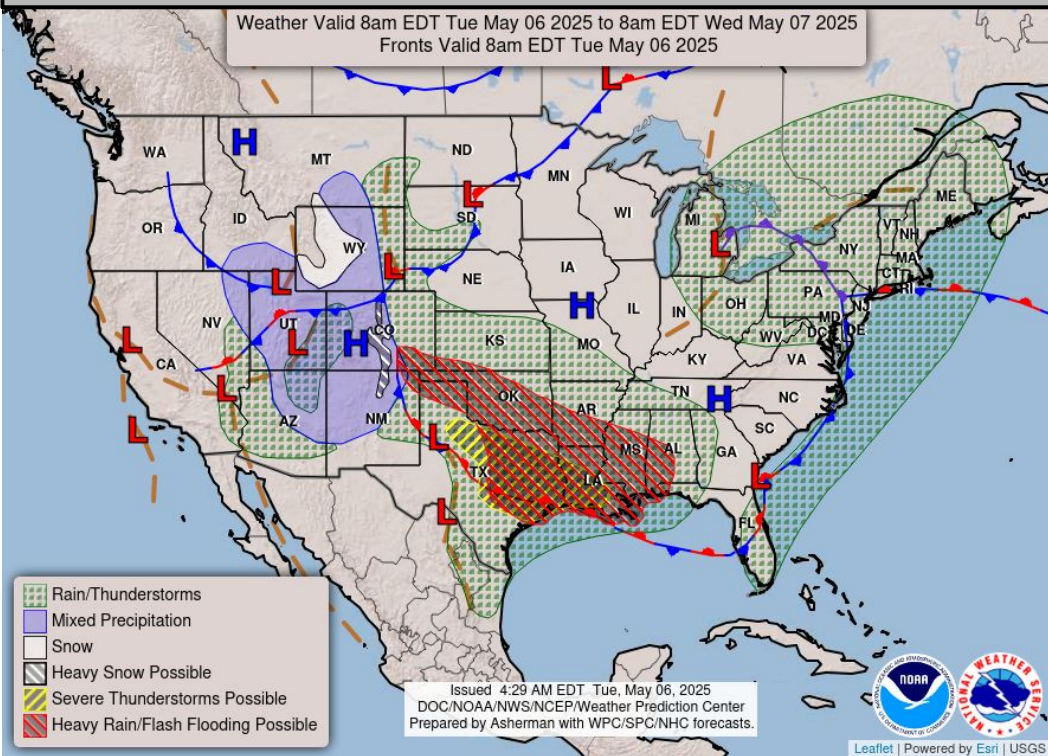 Weather Valid 8am EDT Tue May 06 2025 to 8am EDT Wed May 07 2025
Fronts Valid 8am EDT Tue May 06 2025
L
H
WA
MT
ND
MN
L
SD
OR
ID
WY
L
L
WI
MI
L
ME
VT
NH
NY
MA
CT
RI
NE
IA
H
IL
IN
OH
PA
NJ
MD
DE
DC
WV
VA
NV
UT
L
H
CO
KS
MO
KY
L
CA
L
AZ
NM
OK
AR
TN
H
NC
SC
L
L
TX
LA
MS
AL
GA
L
L
FL
Rain/Thunderstorms
Mixed Precipitation
Snow
Heavy Snow Possible
Severe Thunderstorms Possible
Heavy Rain/Flash Flooding Possible
Issued 4:29 AM EDT Tue, May 06, 2025
DOC/NOAA/NWS/NCEP/Weather Prediction Center
Prepared by Asherman with WPC/SPC/NHC forecasts.
NOAA
NATIONAL WEATHER SERVICE
Leaflet | Powered by Esri | USGS